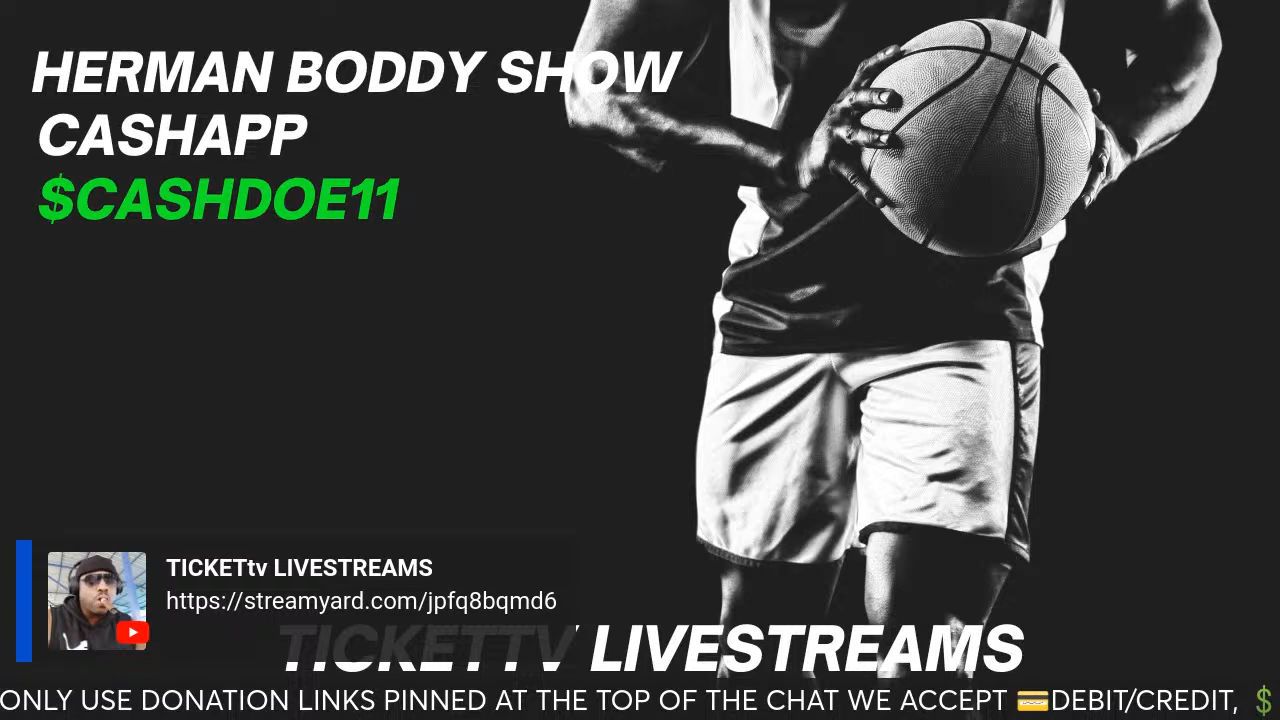 HERMAN BODDY SHOW
CASHAPP
$CASHDOE11
TICKETtv LIVESTREAMS
https://streamyard.com/jpfq8bqmd6
TICKETTV LIVESTREAMS
ONLY USE DONATION LINKS PINNED AT THE TOP OF THE CHAT WE ACCEPT 💳DEBIT/CREDIT, 💲